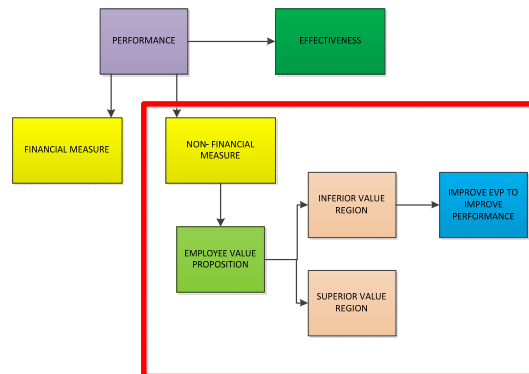 PERFORMANCE
EFFECTIVENESS
FINANCIAL MEASURE
NON- FINANCIAL
MEASURE
INFERIOR VALUE
REGION
IMPROVE EVP TO
IMPROVE
PERFORMANCE
EMPLOYEE VALUE
PROPOSITION
SUPERIOR VALUE
REGION